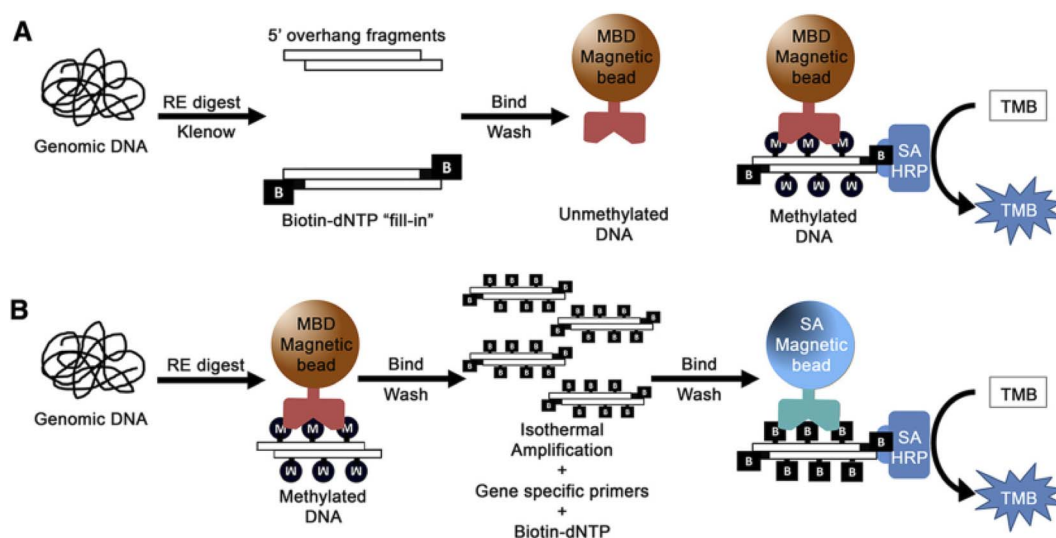 A
Genomic DNA
RE digest
Klenow
5' overhang fragments
B
B
Biotin-dNTP "fill-in"
Bind
Wash
MBD
Magnetic
bead
Unmethylated
DNA
MBD
Magnetic
bead
M M M
B
M M M
B
SA
HRP
Methylated
DNA
TMB
TMB
B
Genomic DNA
RE digest
MBD
Magnetic
bead
M M M
M M M
Methylated
DNA
Bind
Wash
B B B
B
B
B B B
B B B
B
B
B B B
B B B
B
B
B B B
B B B
B
B
B B B
Isothermal
Amplification
+
Gene specific primers
+
Biotin-dNTP
Bind
Wash
SA
Magnetic
bead
B B B
B
B
B B B
SA
HRP
TMB
TMB